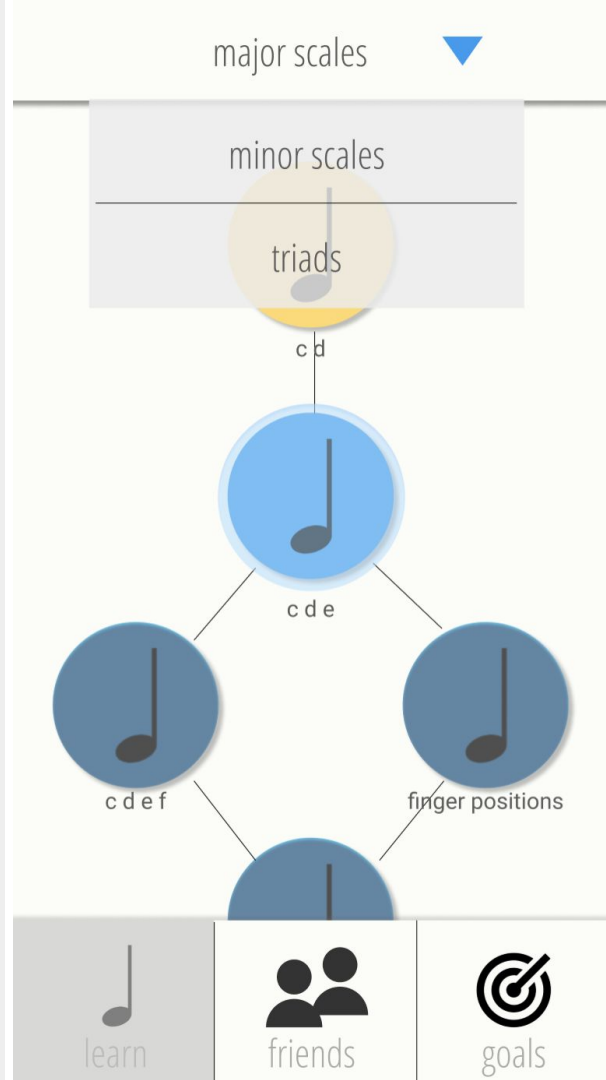 major scales
minor scales
triads
c d
c d e
c d e f
finger positions
learn
friends
goals